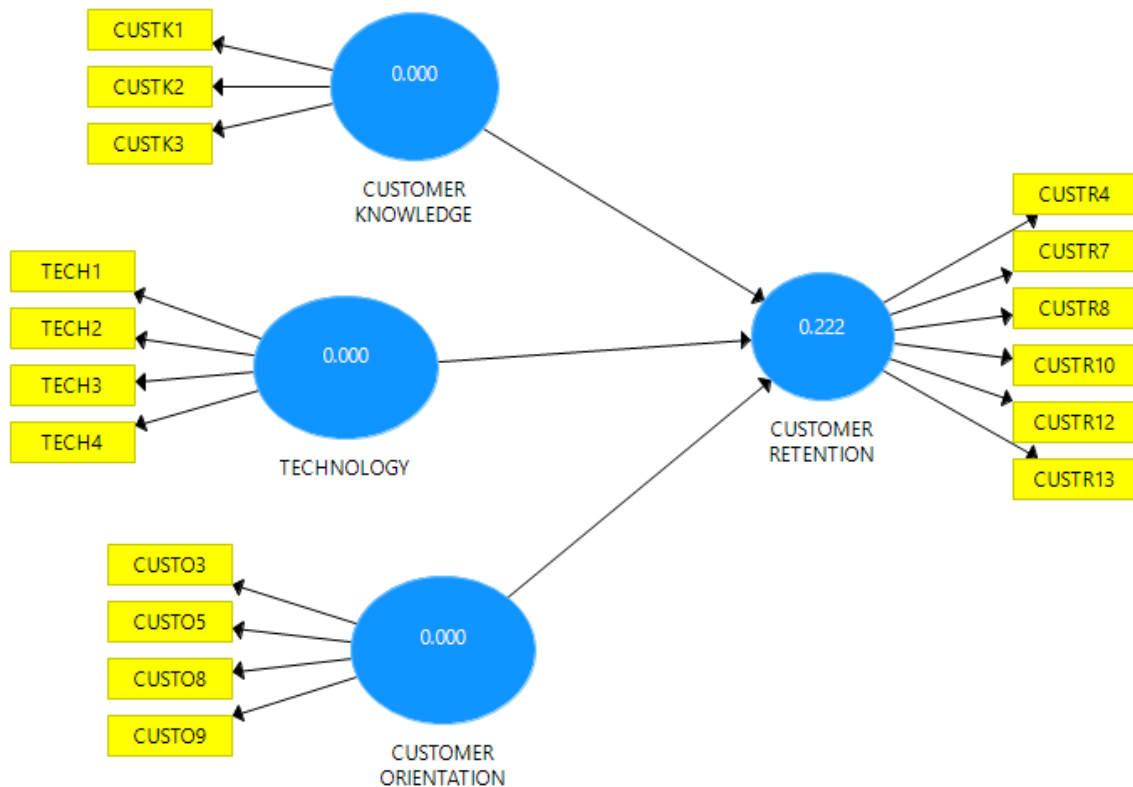 CUSTK1
CUSTK2
CUSTK3
0.000
CUSTOMER
KNOWLEDGE
TECH1
TECH2
TECH3
TECH4
0.000
TECHNOLOGY
CUSTO3
CUSTO5
CUSTO8
CUSTO9
0.000
CUSTOMER
ORIENTATION
0.222
CUSTOMER
RETENTION
CUSTR4
CUSTR7
CUSTR8
CUSTR10
CUSTR12
CUSTR13